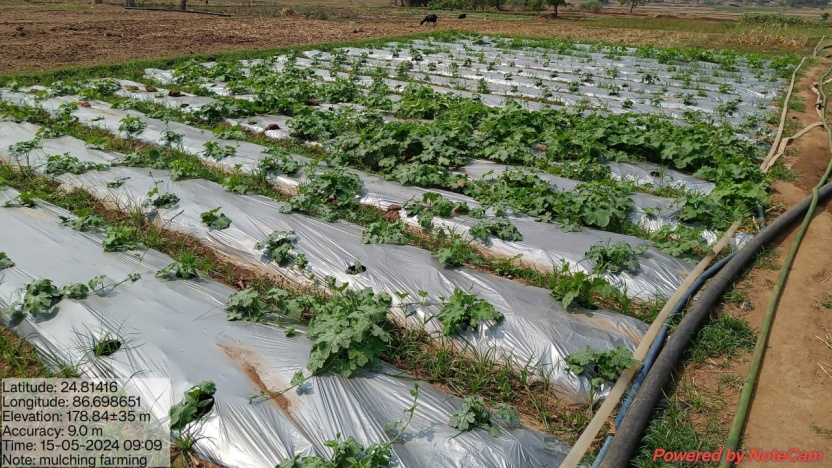 Latitude: 24.81416
Longitude: 86.698651
Elevation: 178.84±35 m
Accuracy: 9.0 m
Time: 15-05-2024 09:09
Note: mulching farming
Powered by NoteCam